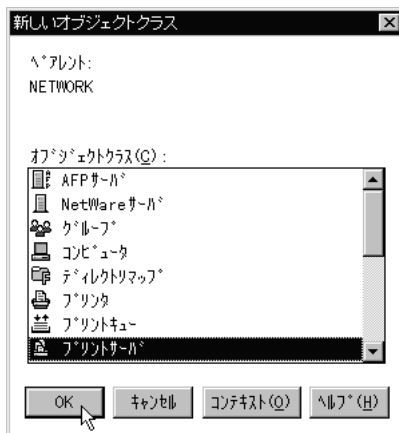 新しいオブジェクトクラス
ﾍﾟｱﾚﾝﾄ:
NETWORK
ｵﾌﾞｼﾞｪｸﾄｸﾗｽ(C) :
AFPｻｰﾊﾞ
NetWareｻｰﾊﾞ
ｸﾞﾙｰﾌﾟ
ｺﾝﾋﾟｭｰﾀ
ﾃﾞｨﾚｸﾄﾘﾏｯﾌﾟ
ﾌﾟﾘﾝﾀ
ﾌﾟﾘﾝﾄｷｭｰ
ﾌﾟﾘﾝﾄｻｰﾊﾞ
OK ｷｬﾝｾﾙ ｺﾝﾃｷｽﾄ(O) ﾍﾙﾌﾟ(H)